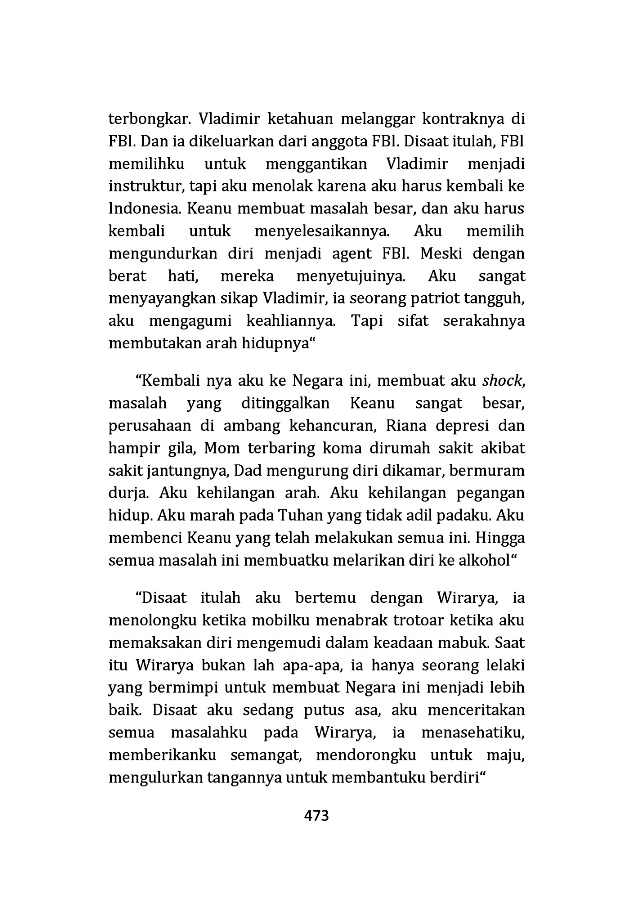 terbongkar. Vladimir ketahuan melanggar kontraknya di
FBI. Dan ia dikeluarkan dari anggota FBI. Disaat itulah, FBI
memilihku untuk menggantikan Vladimir menjadi
instruktur, tapi aku menolak karena aku harus kembali ke
Indonesia. Keanu membuat masalah besar, dan aku harus
kembali untuk menyelesaikannya. Aku memilih
mengundurkan diri menjadi agent FBI. Meski dengan
berat hati, mereka menyetujuinya. Aku sangat
menyayangkan sikap Vladimir, ia seorang patriot tangguh,
aku mengagumi keahliannya. Tapi sifat serakahnya
membutakan arah hidupnya“
“Kembali nya aku ke Negara ini, membuat aku shock,
masalah yang ditinggalkan Keanu sangat besar,
perusahaan di ambang kehancuran, Riana depresi dan
hampir gila, Mom terbaring koma dirumah sakit akibat
sakit jantungnya, Dad mengurung diri dikamar, bermuram
durja. Aku kehilangan arah. Aku kehilangan pegangan
hidup. Aku marah pada Tuhan yang tidak adil padaku. Aku
membenci Keanu yang telah melakukan semua ini. Hingga
semua masalah ini membuatku melarikan diri ke alkohol“
“Disaat itulah aku bertemu dengan Wirarya, ia
menolongku ketika mobilku menabrak trotoar ketika aku
memaksakan diri mengemudi dalam keadaan mabuk. Saat
itu Wirarya bukan lah apa-apa, ia hanya seorang lelaki
yang bermimpi untuk membuat Negara ini menjadi lebih
baik. Disaat aku sedang putus asa, aku menceritakan
semua masalahku pada Wirarya, ia menasehatiku,
memberikanku semangat, mendorongku untuk maju,
mengulurkan tangannya untuk membantuku berdiri“
473